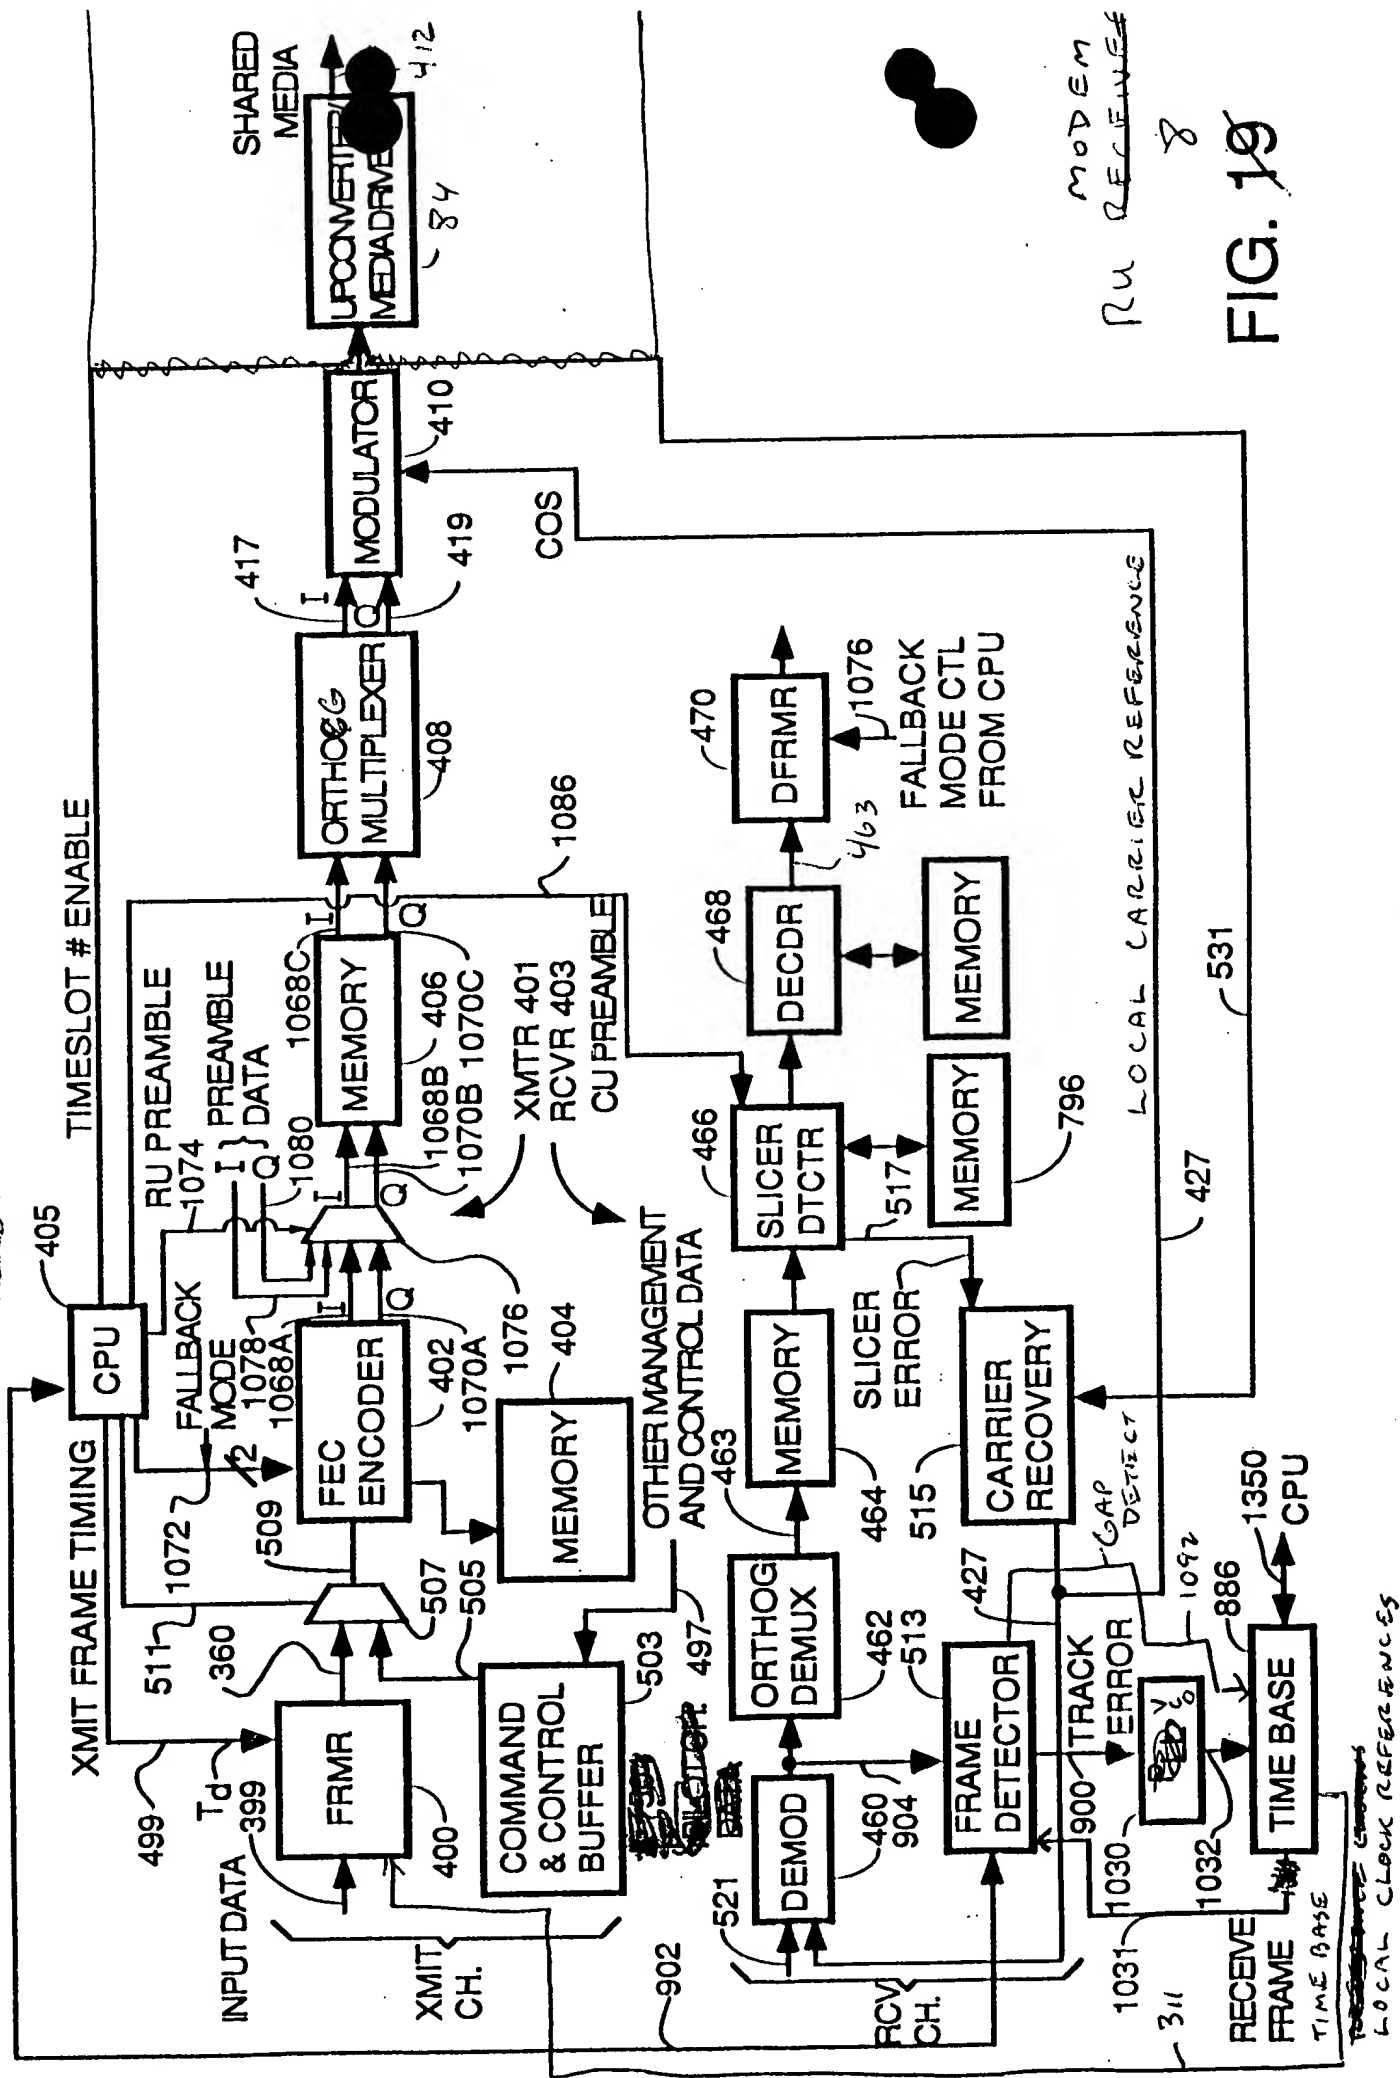 TIMESLOT # ENABLE
SHARED
MEDIA
412
UPCONVERTER
MEDIADRIVE
84
405
CPU
XMIT FRAME TIMING
RU PREAMBLE
1074
I } PREAMBLE
Q } DATA
1080
FALLBACK
MODE
1078
1068A
1072
2
511
509
499
Td
360
INPUT DATA
399
FRMR
400
507
505
FEC
ENCODER
I
Q
402
1070A
1076
404
MEMORY
I
Q
1068B
1070B
MEMORY
406
1068C
1070C
I
Q
ORTHOG
MULTIPLEXER
408
417
I
Q
419
MODULATOR
410
COS
1086
XMTR 401
RCVR 403
CU PREAMBLE
XMIT
CH.
COMMAND
& CONTROL
BUFFER
503
497
OTHER MANAGEMENT
AND CONTROL DATA
902
RCV
CH.
521
DEMOD
460
904
ORTHOG
DEMUX
462
463
MEMORY
464
SLICER
DTCTR
466
517
MEMORY
796
DECDR
468
MEMORY
463
DFRMR
470
1076
FALLBACK
MODE CTL
FROM CPU
SLICER
ERROR
515
CARRIER
RECOVERY
427
LOCAL CARRIER REFERENCE
427
531
FRAME
DETECTOR
513
GAP
DETECT
1092
900
TRACK
ERROR
1030
VCO
1032
TIME BASE
886
1350
CPU
1031
RECEIVE
FRAME
TIME BASE
311
LOCAL CLOCK REFERENCES
MODEM
RU RECEIVER
8
FIG. 19